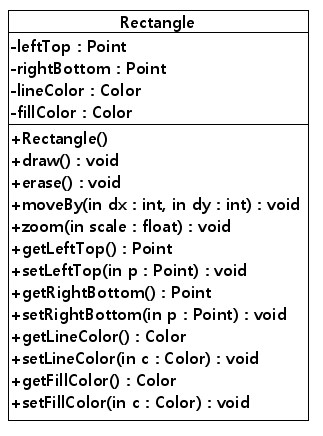 Rectangle
-leftTop : Point
-rightBottom : Point
-lineColor : Color
-fillColor : Color
+Rectangle()
+draw() : void
+erase() : void
+moveBy(in dx : int, in dy : int) : void
+zoom(in scale : float) : void
+getLeftTop() : Point
+setLeftTop(in p : Point) : void
+getRightBottom() : Point
+setRightBottom(in p : Point) : void
+getLineColor() : Color
+setLineColor(in c : Color) : void
+getFillColor() : Color
+setFillColor(in c : Color) : void